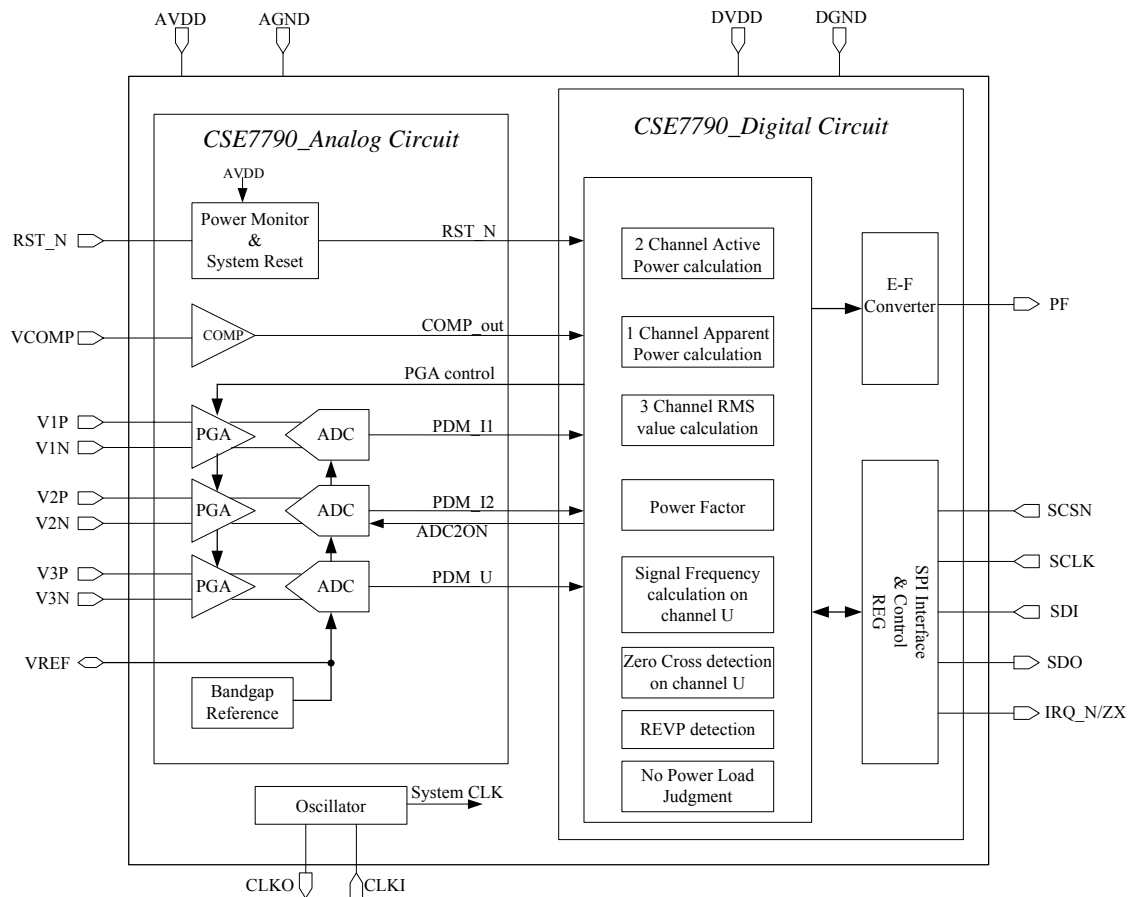 AVDD
AGND
DVDD
DGND
CSE7790_Analog Circuit
CSE7790_Digital Circuit
AVDD
RST_N
Power Monitor
&
System Reset
RST_N
VCOMP
COMP
COMP_out
PGA control
V1P
V1N
PGA
ADC
PDM_I1
V2P
V2N
PGA
ADC
PDM_I2
ADC2ON
V3P
V3N
PGA
ADC
PDM_U
VREF
Bandgap
Reference
2 Channel Active
Power calculation
1 Channel Apparent
Power calculation
3 Channel RMS
value calculation
Power Factor
Signal Frequency
calculation on
channel U
Zero Cross detection
on channel U
REVP detection
No Power Load
Judgment
E-F
Converter
PF
SPI Interface
& Control
REG
SCSN
SCLK
SDI
SDO
IRQ_N/ZX
Oscillator
System CLK
CLKO
CLKI